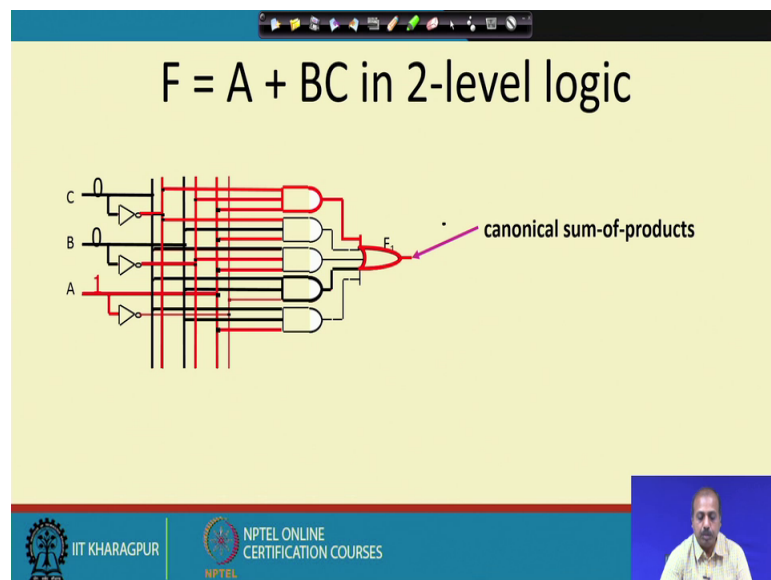 F = A + BC in 2-level logic
C 0
B 0
A 1
F1
canonical sum-of-products
IIT KHARAGPUR
NPTEL
NPTEL ONLINE
CERTIFICATION COURSES